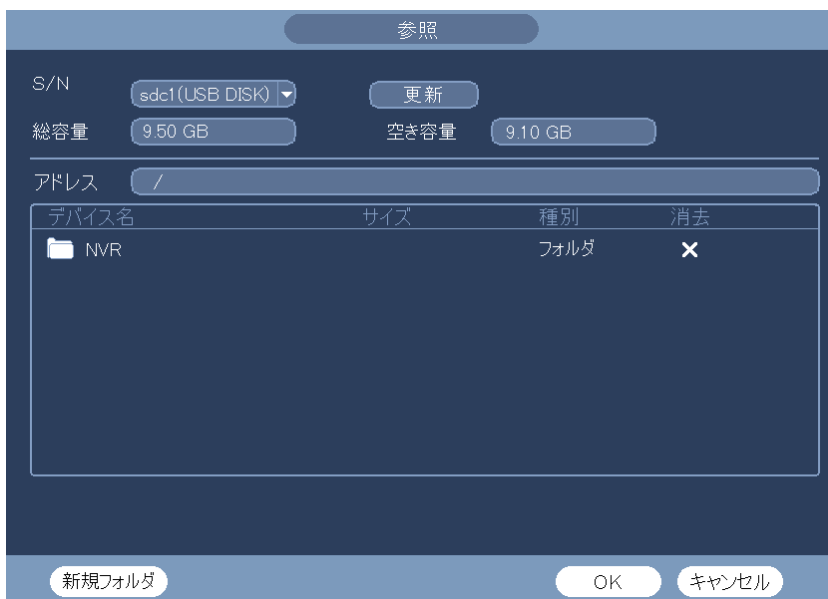 参照
S/N sdc1(USB DISK) 更新
総容量 9.50 GB 空き容量 9.10 GB
アドレス /
デバイス名 サイズ 種別 消去
NVR フォルダ
新規フォルダ OK キャンセル